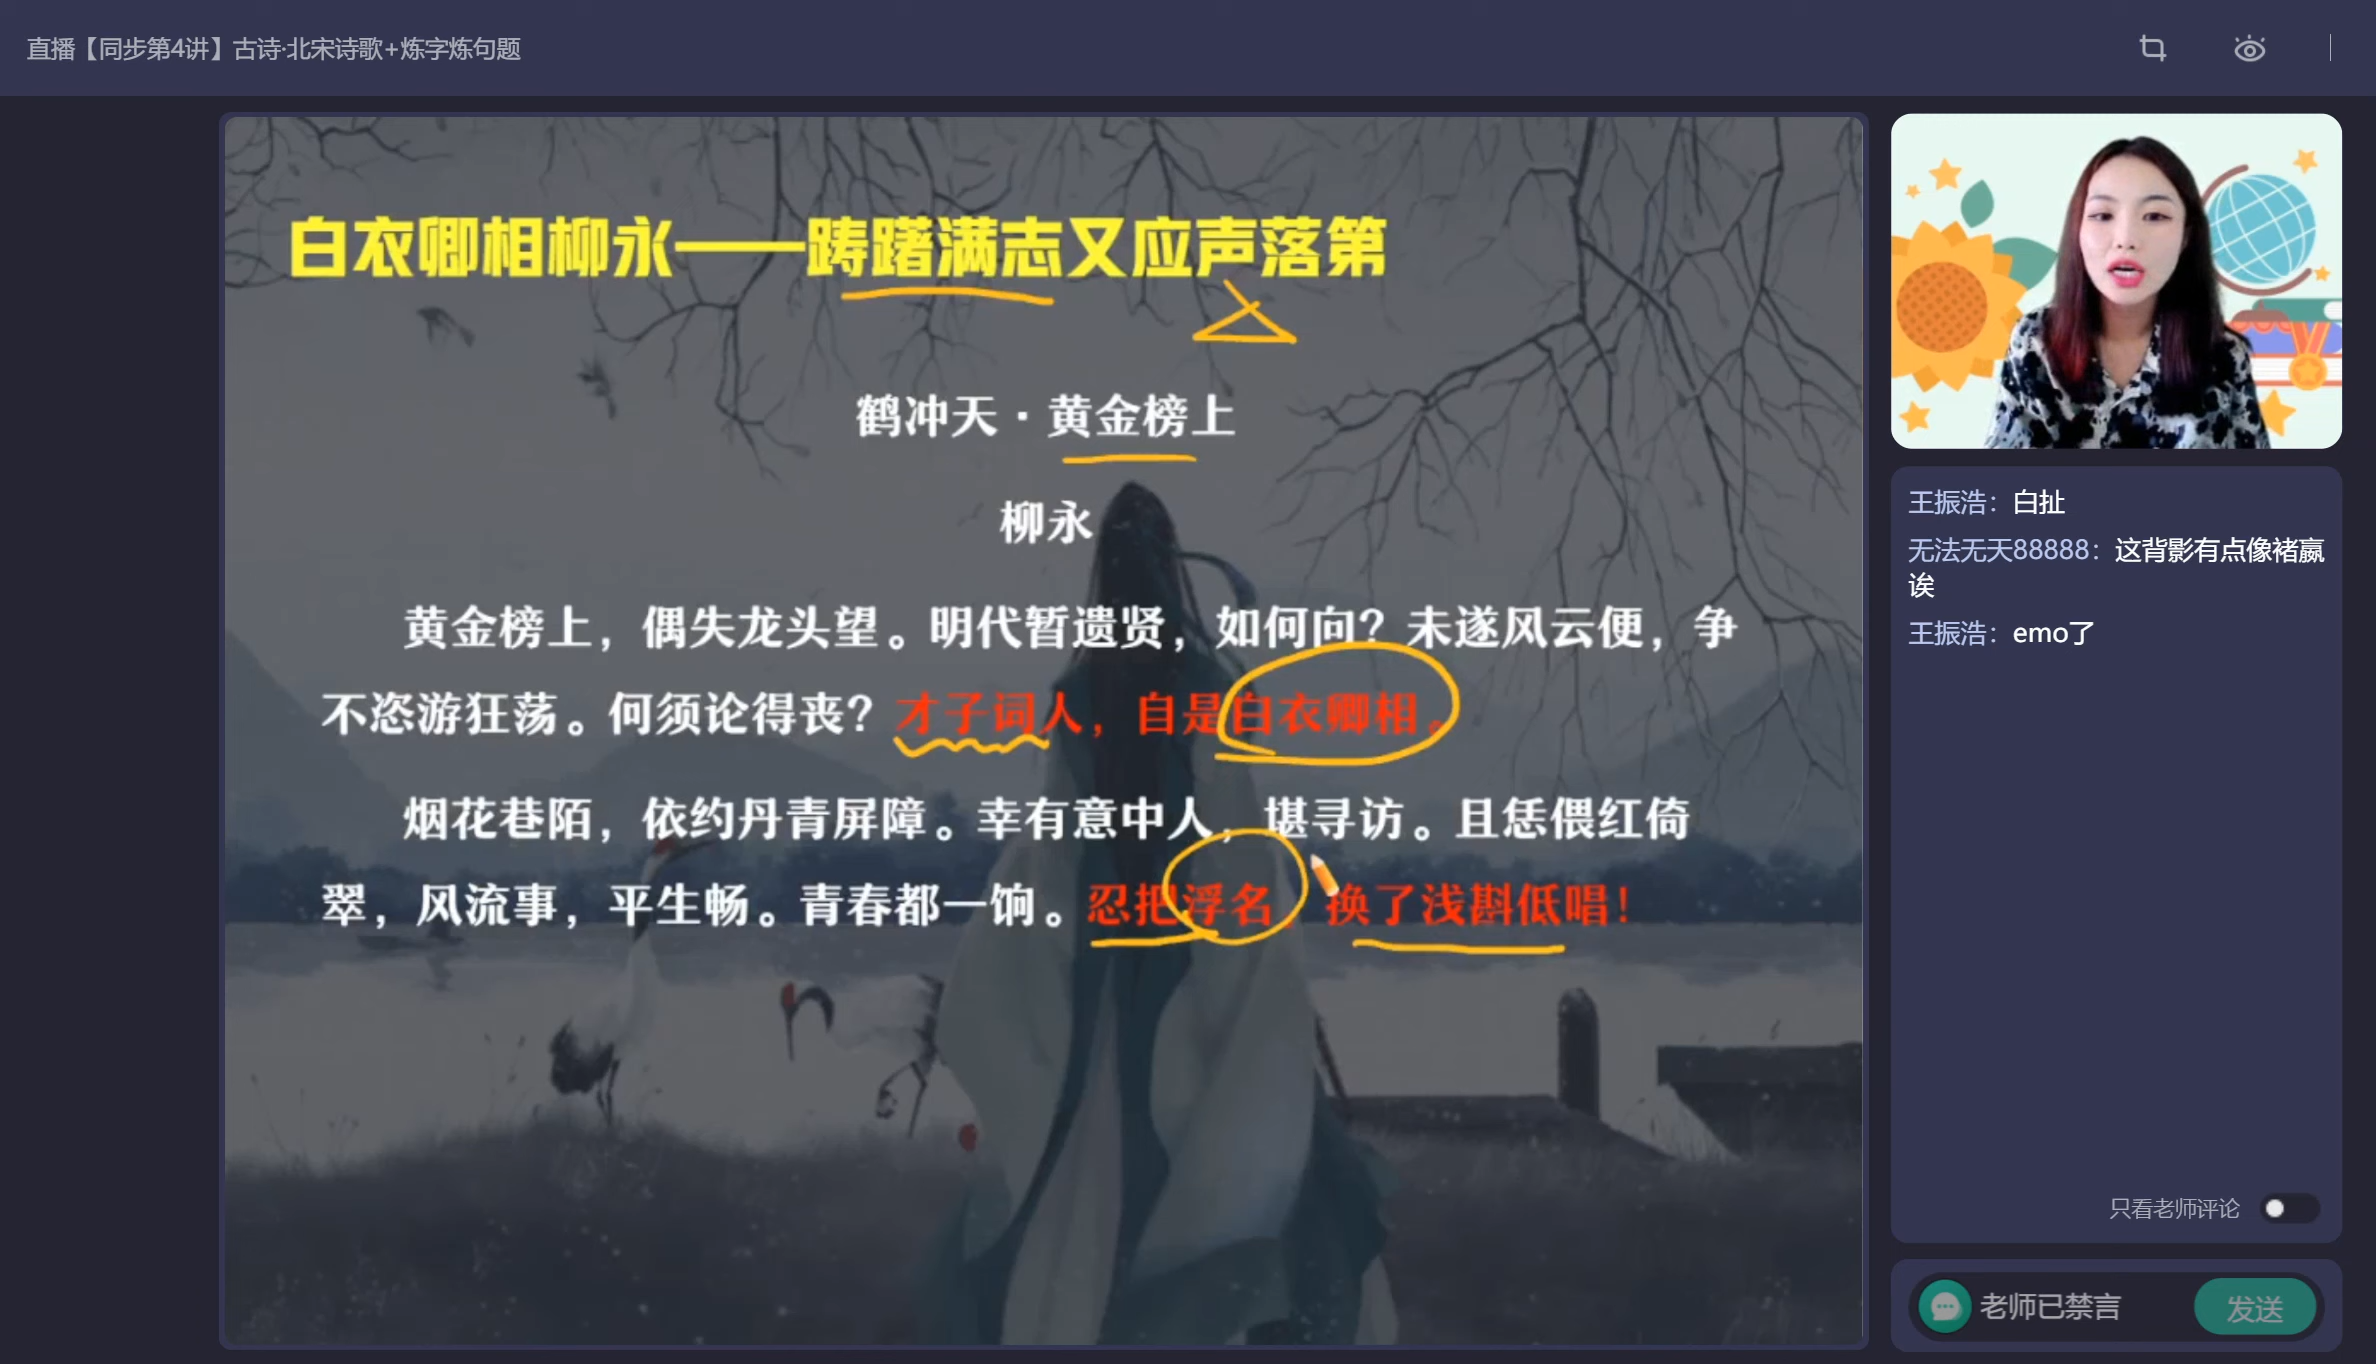 直播【同步第4讲】古诗·北宋诗歌+炼字炼句题
白衣卿相柳永——踌躇满志又应声落第
鹤冲天·黄金榜上
柳永
黄金榜上，偶失龙头望。明代暂遗贤，如何向？未遂风云便，争
不恣游狂荡。何须论得丧？才子词人，自是白衣卿相。
烟花巷陌，依约丹青屏障。幸有意中人，堪寻访。且恁偎红倚
翠，风流事，平生畅。青春都一饷。忍把浮名，换了浅斟低唱！
王振浩：白扯
无法无天88888：这背影有点像褚嬴
诶
王振浩：emo了
只看老师评论
老师已禁言
发送